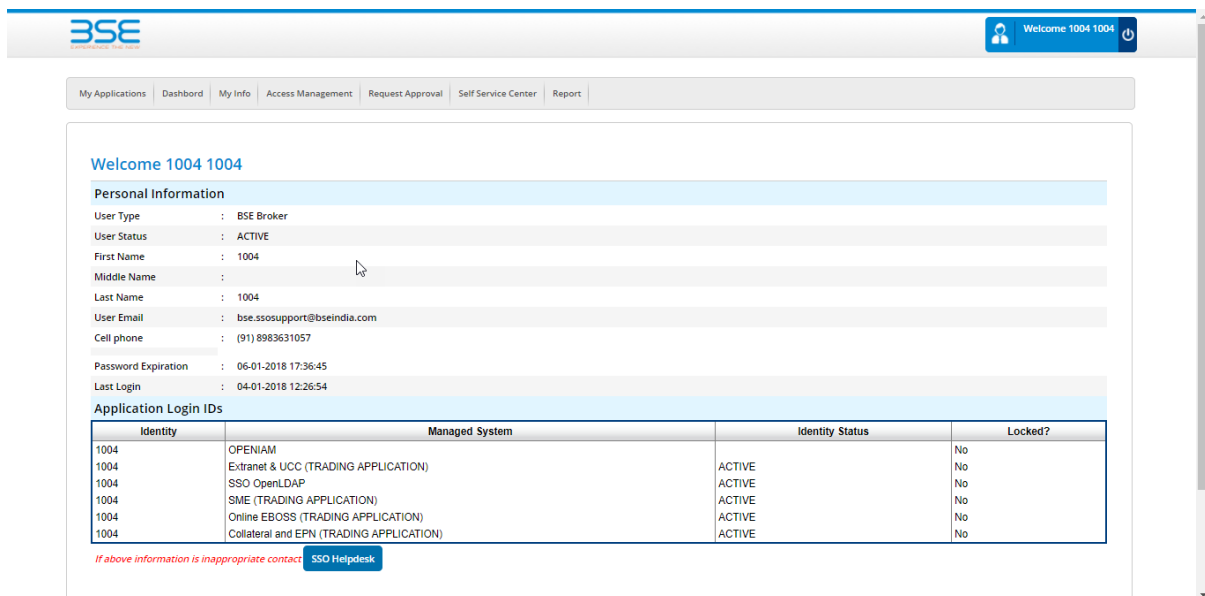 BSE
EXPERIENCE THE NEW
Welcome 1004 1004
My Applications Dashbord My Info Access Management Request Approval Self Service Center Report
Welcome 1004 1004
Personal Information
User Type : BSE Broker
User Status : ACTIVE
First Name : 1004
Middle Name :
Last Name : 1004
User Email : bse.ssosupport@bseindia.com
Cell phone : (91) 8983631057
Password Expiration : 06-01-2018 17:36:45
Last Login : 04-01-2018 12:26:54
Application Login IDs
Identity Managed System Identity Status Locked?
1004 OPENIAM No
1004 Extranet & UCC (TRADING APPLICATION) ACTIVE No
1004 SSO OpenLDAP ACTIVE No
1004 SME (TRADING APPLICATION) ACTIVE No
1004 Online EBOSS (TRADING APPLICATION) ACTIVE No
1004 Collateral and EPN (TRADING APPLICATION) ACTIVE No
If above information is inappropriate contact SSO Helpdesk